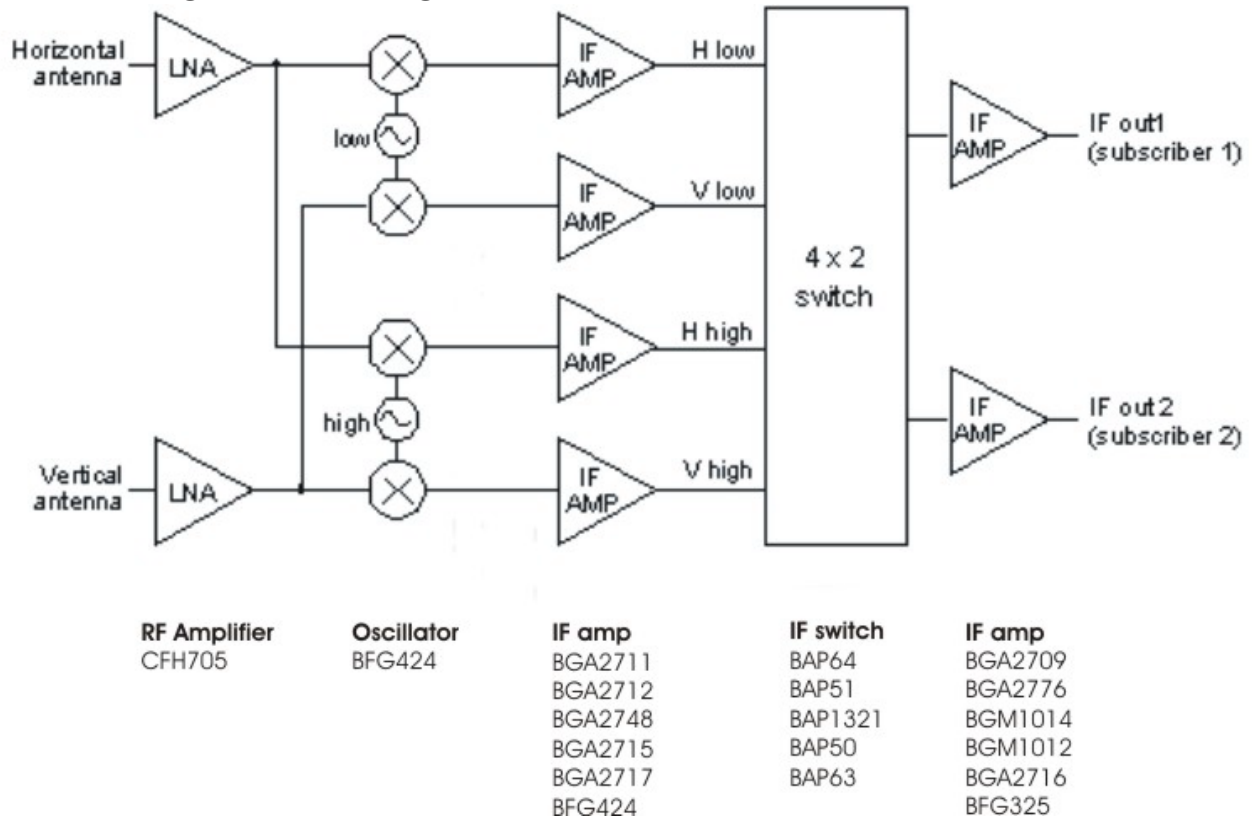 Horizontal
antenna
LNA
IF
AMP
H low
low
IF
AMP
V low
IF
AMP
IF out1
(subscriber 1)
4 x 2
switch
IF
AMP
H high
high
IF
AMP
IF out2
(subscriber 2)
Vertical
antenna
LNA
IF
AMP
V high
RF Amplifier
CFH705
Oscillator
BFG424
IF amp
BGA2711
BGA2712
BGA2748
BGA2715
BGA2717
BFG424
IF switch
BAP64
BAP51
BAP1321
BAP50
BAP63
IF amp
BGA2709
BGA2776
BGM1014
BGM1012
BGA2716
BFG325